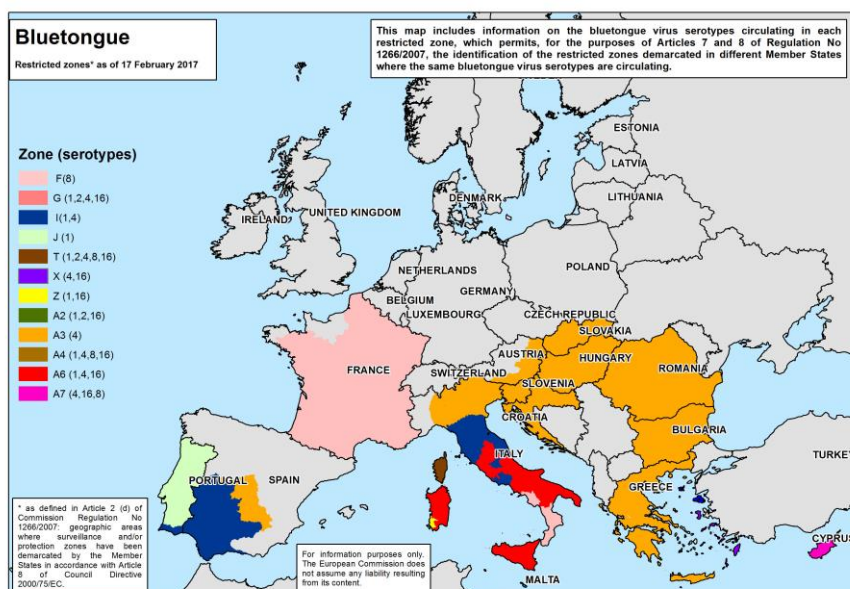 Bluetongue
Restricted zones* as of 17 February 2017
This map includes information on the bluetongue virus serotypes circulating in each
restricted zone, which permits, for the purposes of Articles 7 and 8 of Regulation No
1266/2007, the identification of the restricted zones demarcated in different Member States
where the same bluetongue virus serotypes are circulating.
Zone (serotypes)
F(8)
G (1,2,4,16)
I(1,4)
J (1)
T (1,2,4,8,16)
X (4,16)
Z (1,16)
A2 (1,2,16)
A3 (4)
A4 (1,4,8,16)
A6 (1,4,16)
A7 (4,16,8)
ESTONIA
LATVIA
LITHUANIA
DENMARK
IRELAND
UNITED KINGDOM
NETHERLANDS
POLAND
GERMANY
BELGIUM
LUXEMBOURG
CZECH REPUBLIC
SLOVAKIA
AUSTRIA
FRANCE
SWITZERLAND
HUNGARY
ROMANIA
SLOVENIA
CROATIA
BULGARIA
ITALY
PORTUGAL
SPAIN
TURKEY
GREECE
CYPRUS
MALTA
* as defined in Article 2 (d) of
Commission Regulation No
1266/2007: geographic areas
where surveillance and/or
protection zones have been
demarcated by the Member
States in accordance with Article
8 of Council Directive
2000/75/EC.
For information purposes only.
The European Commission does
not assume any liability resulting
from its content.